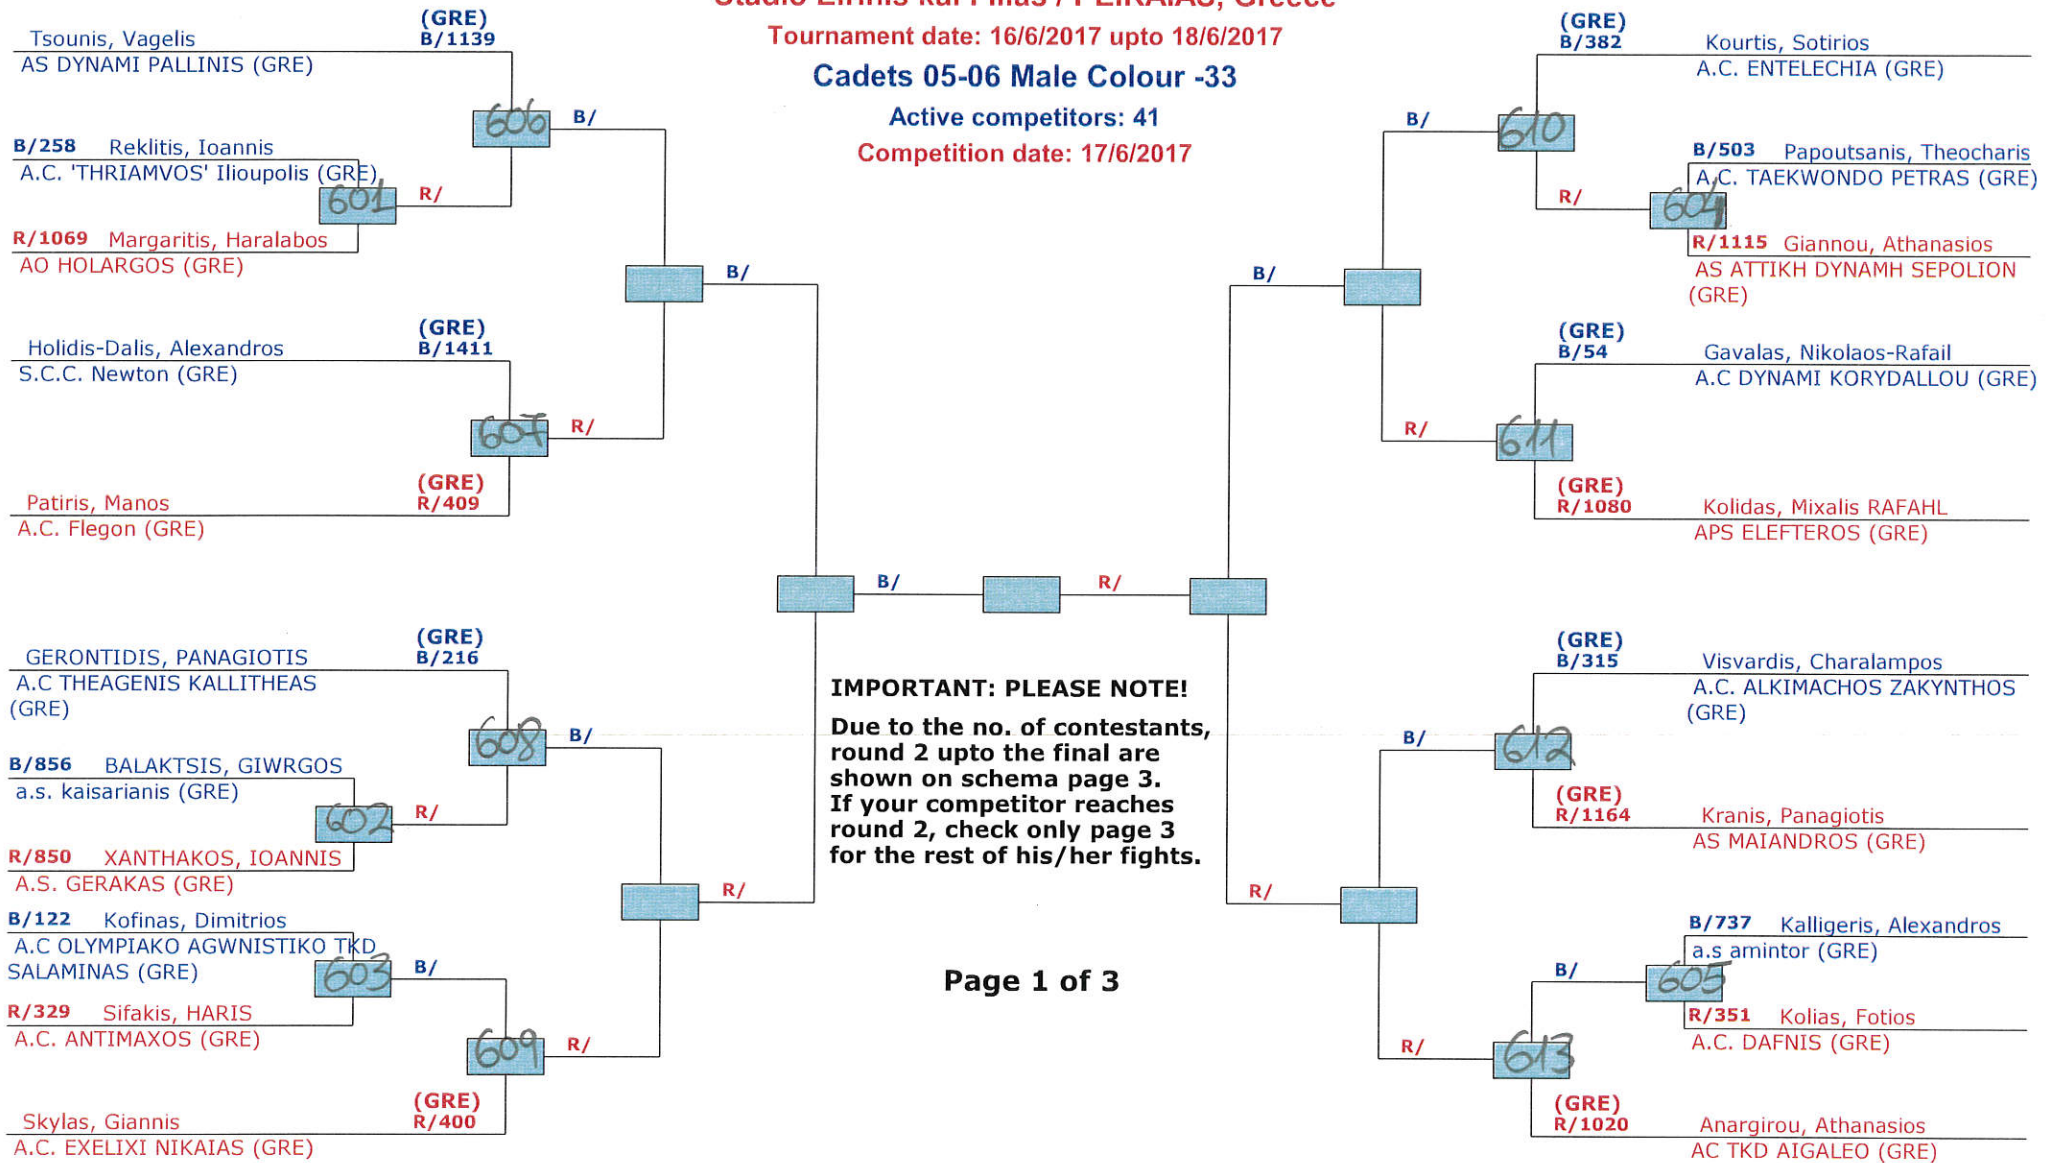 Tournament date: 16/6/2017 upto 18/6/2017
Cadets 05-06 Male Colour -33
Active competitors: 41
Competition date: 17/6/2017
(GRE)
Tsounis, Vagelis B/1139
AS DYNAMI PALLINIS (GRE)
606 B/
B/258 Reklitis, Ioannis
A.C. 'THRIAMVOS' Ilioupolis (GRE)
601 R/
R/1069 Margaritis, Haralabos
AO HOLARGOS (GRE)
B/
(GRE)
Holidis-Dalis, Alexandros B/1411
S.C.C. Newton (GRE)
607 R/
(GRE)
Patiris, Manos R/409
A.C. Flegon (GRE)
B/
(GRE)
GERONTIDIS, PANAGIOTIS B/216
A.C THEAGENIS KALLITHEAS
(GRE)
608 B/
B/856 BALAKTSIS, GIWRGOS
a.s. kaisarianis (GRE)
602 R/
R/850 XANTHAKOS, IOANNIS
A.S. GERAKAS (GRE)
R/
B/122 Kofinas, Dimitrios
A.C OLYMPIAKO AGWNISTIKO TKD
SALAMINAS (GRE)
603 B/
R/329 Sifakis, HARIS
A.C. ANTIMAXOS (GRE)
609 R/
(GRE)
Skylas, Giannis R/400
A.C. EXELIXI NIKAIAS (GRE)
IMPORTANT: PLEASE NOTE!
Due to the no. of contestants,
round 2 upto the final are
shown on schema page 3.
If your competitor reaches
round 2, check only page 3
for the rest of his/her fights.
Page 1 of 3
(GRE)
B/382 Kourtis, Sotirios
A.C. ENTELECHIA (GRE)
B/ 610
B/503 Papoutsanis, Theocharis
A.C. TAEKWONDO PETRAS (GRE)
R/ 604
R/1115 Giannou, Athanasios
AS ATTIKH DYNAMH SEPOLION
(GRE)
B/
(GRE)
B/54 Gavalas, Nikolaos-Rafail
A.C DYNAMI KORYDALLOU (GRE)
R/ 611
(GRE)
R/1080 Kolidas, Mixalis RAFAHL
APS ELEFTEROS (GRE)
R/
(GRE)
B/315 Visvardis, Charalampos
A.C. ALKIMACHOS ZAKYNTHOS
(GRE)
B/ 612
(GRE)
R/1164 Kranis, Panagiotis
AS MAIANDROS (GRE)
R/
B/737 Kalligeris, Alexandros
a.s amintor (GRE)
B/ 605
R/351 Kolias, Fotios
A.C. DAFNIS (GRE)
R/ 613
(GRE)
R/1020 Anargirou, Athanasios
AC TKD AIGALEO (GRE)